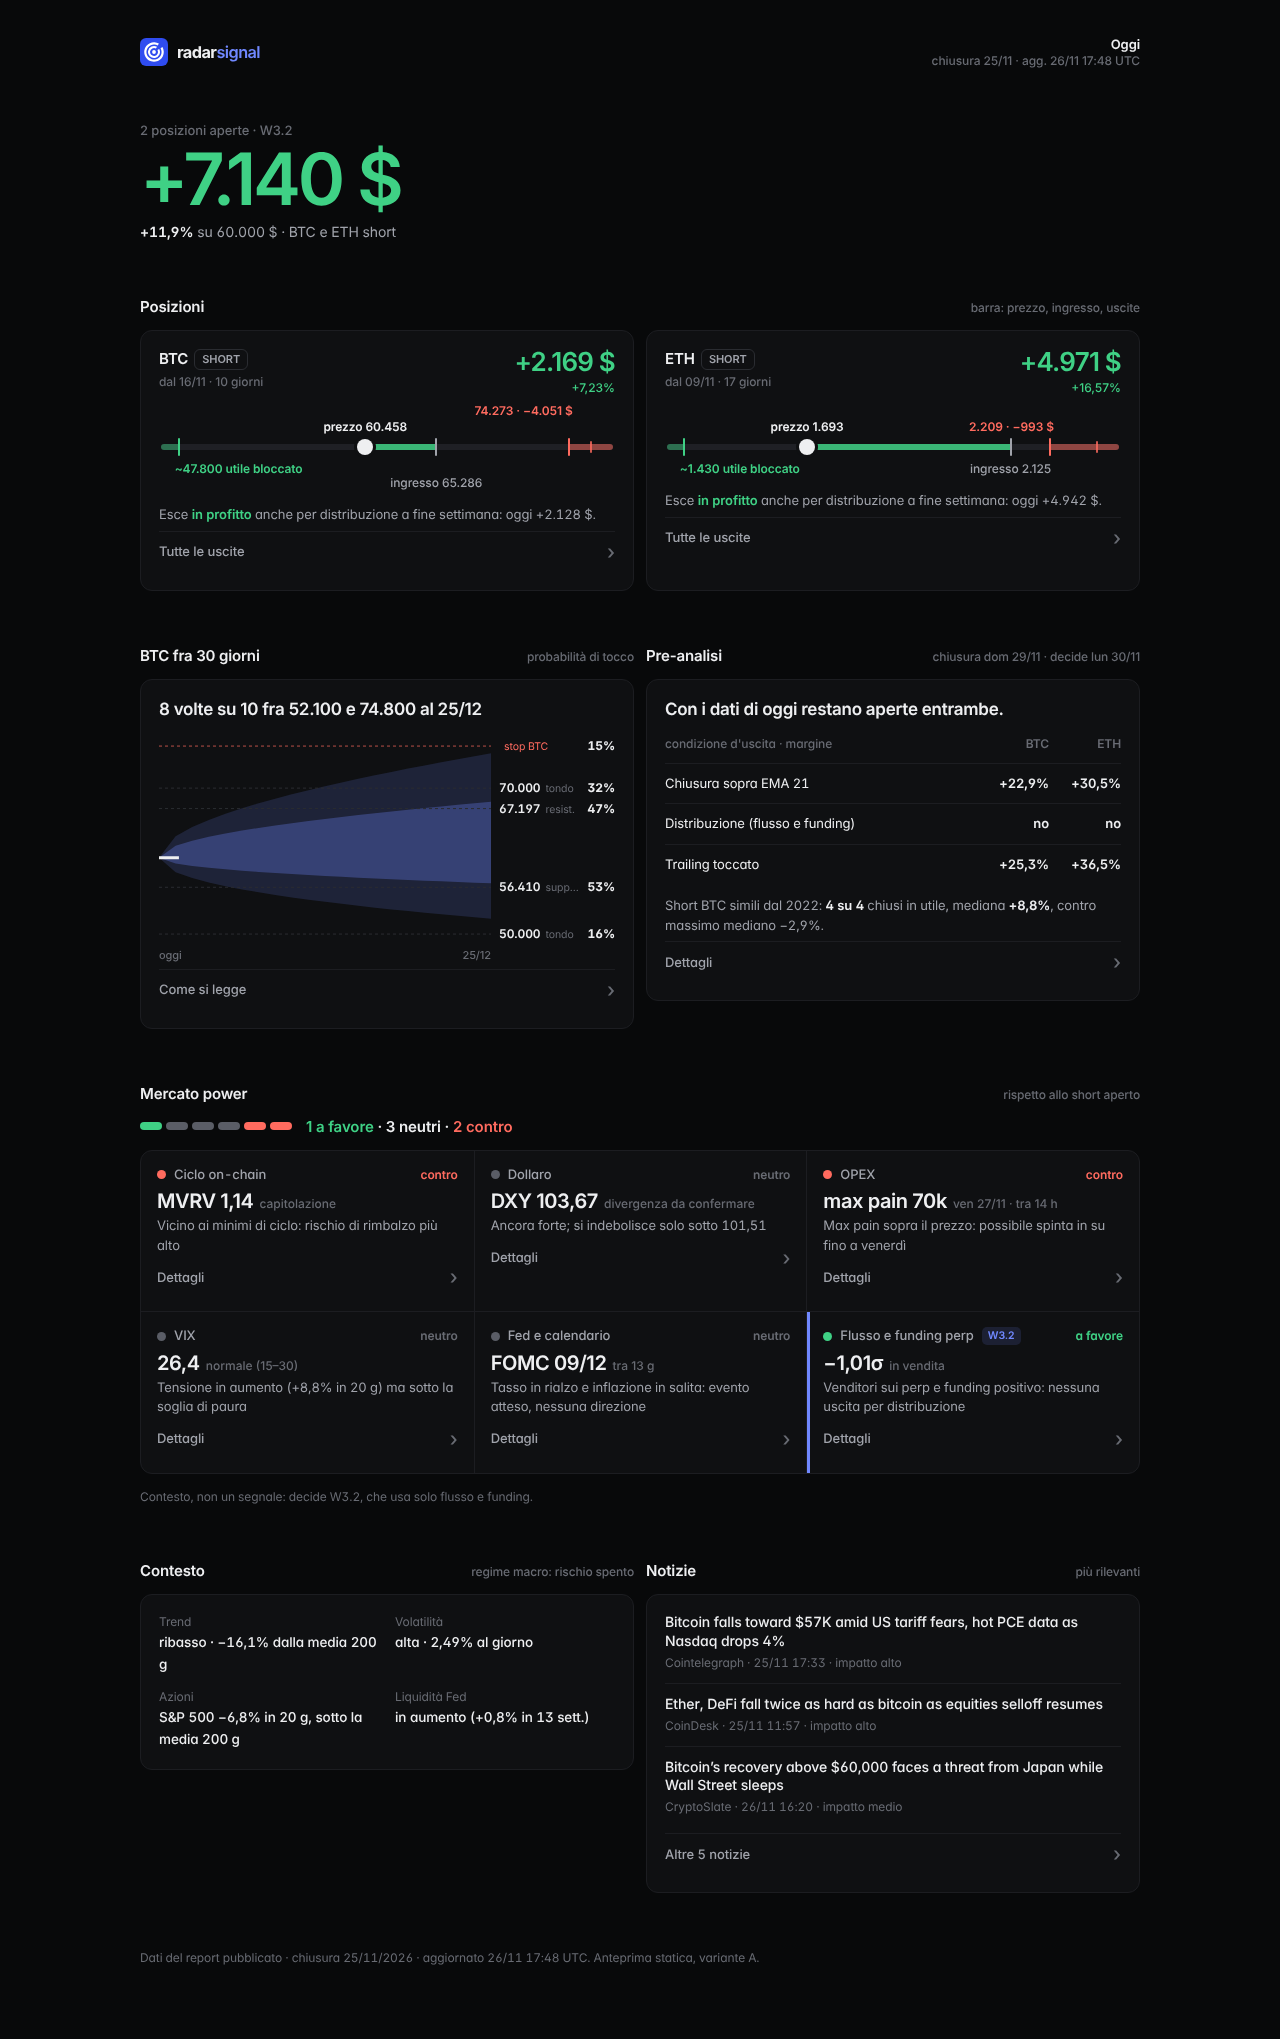 radarsignal
Oggi
chiusura 25/11 · agg. 26/11 17:48 UTC
2 posizioni aperte · W3.2
+7.140 $
+11,9% su 60.000 $ · BTC e ETH short
Posizioni
barra: prezzo, ingresso, uscite
BTC SHORT
+2.169 $
dal 16/11 · 10 giorni
+7,23%
74.273 · −4.051 $
prezzo 60.458
~47.800 utile bloccato
ingresso 65.286
Esce in profitto anche per distribuzione a fine settimana: oggi +2.128 $.
Tutte le uscite
ETH SHORT
+4.971 $
dal 09/11 · 17 giorni
+16,57%
prezzo 1.693
2.209 · −993 $
~1.430 utile bloccato
ingresso 2.125
Esce in profitto anche per distribuzione a fine settimana: oggi +4.942 $.
Tutte le uscite
BTC fra 30 giorni
probabilità di tocco
8 volte su 10 fra 52.100 e 74.800 al 25/12
stop BTC 15%
70.000 tondo 32%
67.197 resist. 47%
56.410 supp... 53%
50.000 tondo 16%
oggi
25/12
Come si legge
Pre-analisi
chiusura dom 29/11 · decide lun 30/11
Con i dati di oggi restano aperte entrambe.
condizione d'uscita · margine BTC ETH
Chiusura sopra EMA 21 +22,9% +30,5%
Distribuzione (flusso e funding) no no
Trailing toccato +25,3% +36,5%
Short BTC simili dal 2022: 4 su 4 chiusi in utile, mediana +8,8%, contro
massimo mediano −2,9%.
Dettagli
Mercato power
rispetto allo short aperto
1 a favore · 3 neutri · 2 contro
Ciclo on-chain contro
MVRV 1,14 capitolazione
Vicino ai minimi di ciclo: rischio di rimbalzo più
alto
Dettagli
Dollaro neutro
DXY 103,67 divergenza da confermare
Ancora forte; si indebolisce solo sotto 101,51
Dettagli
OPEX contro
max pain 70k ven 27/11 · tra 14 h
Max pain sopra il prezzo: possibile spinta in su
fino a venerdì
Dettagli
VIX neutro
26,4 normale (15–30)
Tensione in aumento (+8,8% in 20 g) ma sotto la
soglia di paura
Dettagli
Fed e calendario neutro
FOMC 09/12 tra 13 g
Tasso in rialzo e inflazione in salita: evento
atteso, nessuna direzione
Dettagli
Flusso e funding perp W3.2 a favore
−1,01σ in vendita
Venditori sui perp e funding positivo: nessuna
uscita per distribuzione
Dettagli
Contesto, non un segnale: decide W3.2, che usa solo flusso e funding.
Contesto
regime macro: rischio spento
Trend
ribasso · −16,1% dalla media 200
g
Volatilità
alta · 2,49% al giorno
Azioni
S&P 500 −6,8% in 20 g, sotto la
media 200 g
Liquidità Fed
in aumento (+0,8% in 13 sett.)
Notizie
più rilevanti
Bitcoin falls toward $57K amid US tariff fears, hot PCE data as
Nasdaq drops 4%
Cointelegraph · 25/11 17:33 · impatto alto
Ether, DeFi fall twice as hard as bitcoin as equities selloff resumes
CoinDesk · 25/11 11:57 · impatto alto
Bitcoin’s recovery above $60,000 faces a threat from Japan while
Wall Street sleeps
CryptoSlate · 26/11 16:20 · impatto medio
Altre 5 notizie
Dati del report pubblicato · chiusura 25/11/2026 · aggiornato 26/11 17:48 UTC. Anteprima statica, variante A.